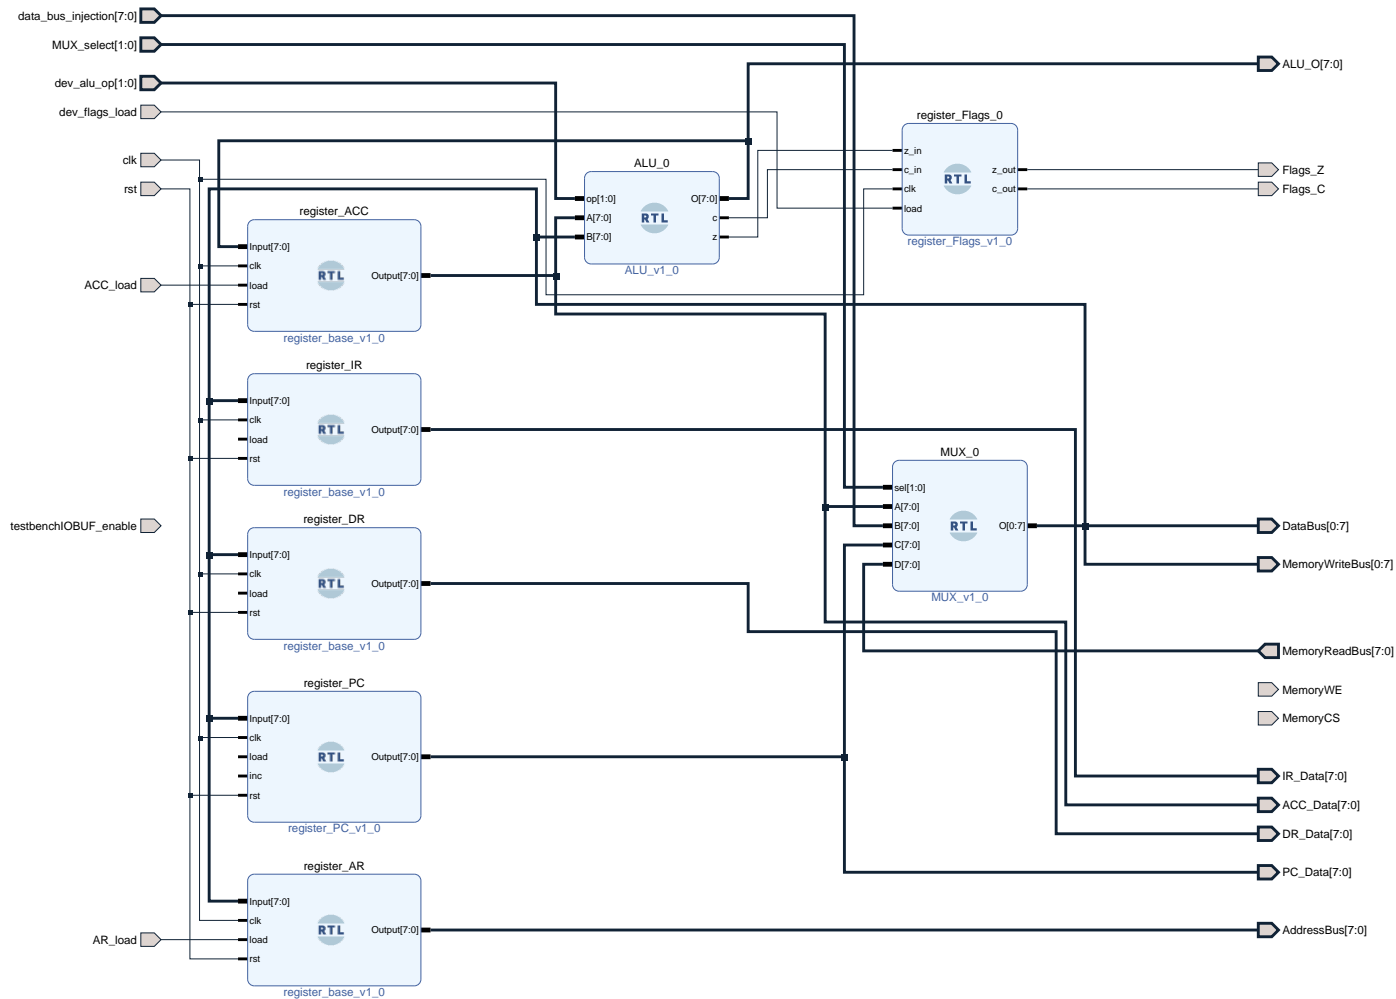 data_bus_injection[7:0]
MUX_select[1:0]
dev_alu_op[1:0]
dev_flags_load
clk
rst
ACC_load
testbenchIOBUF_enable
AR_load
register_ACC
Input[7:0]
clk
load
rst
RTL
Output[7:0]
register_base_v1_0
register_IR
Input[7:0]
clk
load
rst
RTL
Output[7:0]
register_base_v1_0
register_DR
Input[7:0]
clk
load
rst
RTL
Output[7:0]
register_base_v1_0
register_PC
Input[7:0]
clk
load
inc
rst
RTL
Output[7:0]
register_PC_v1_0
register_AR
Input[7:0]
clk
load
rst
RTL
Output[7:0]
register_base_v1_0
ALU_0
op[1:0]
A[7:0]
B[7:0]
RTL
O[7:0]
c
z
ALU_v1_0
register_Flags_0
z_in
c_in
clk
load
RTL
z_out
c_out
register_Flags_v1_0
MUX_0
sel[1:0]
A[7:0]
B[7:0]
C[7:0]
D[7:0]
RTL
O[0:7]
MUX_v1_0
ALU_O[7:0]
Flags_Z
Flags_C
DataBus[0:7]
MemoryWriteBus[0:7]
MemoryReadBus[7:0]
MemoryWE
MemoryCS
IR_Data[7:0]
ACC_Data[7:0]
DR_Data[7:0]
PC_Data[7:0]
AddressBus[7:0]